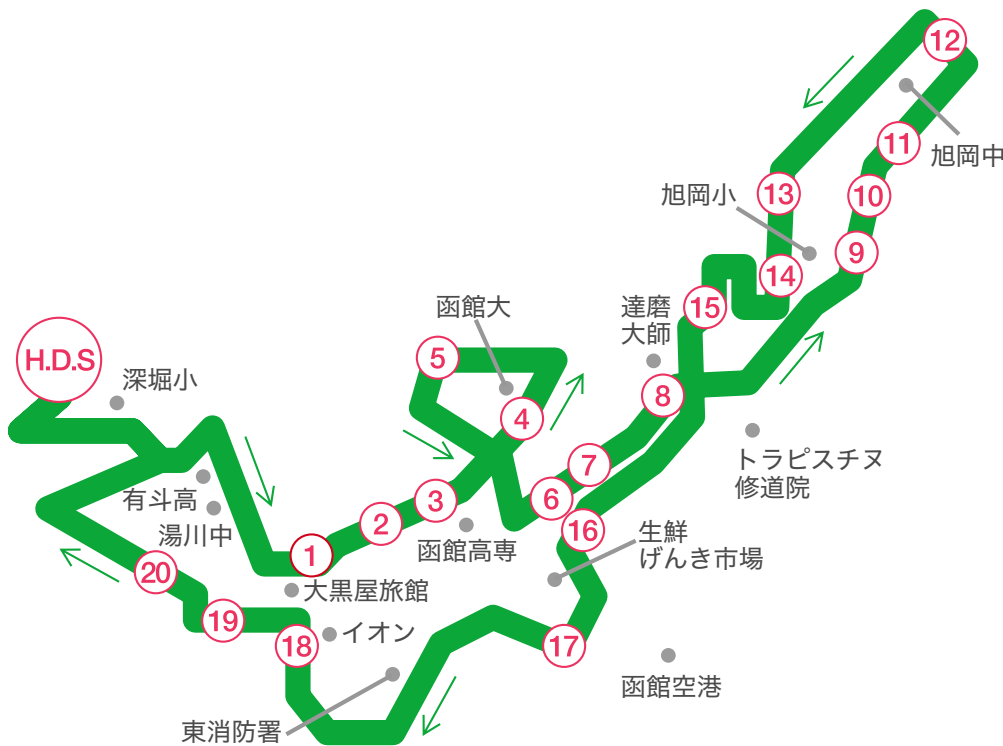 12
旭岡中
11
旭岡小
13
10
9
14
15
達磨
大師
函館大
5
H.D.S
深堀小
8
4
トラピスチヌ
修道院
7
有斗高
湯川中
6
3
2
16
函館高専
生鮮
げんき市場
1
20
大黒屋旅館
19
イオン
18
17
函館空港
東消防署